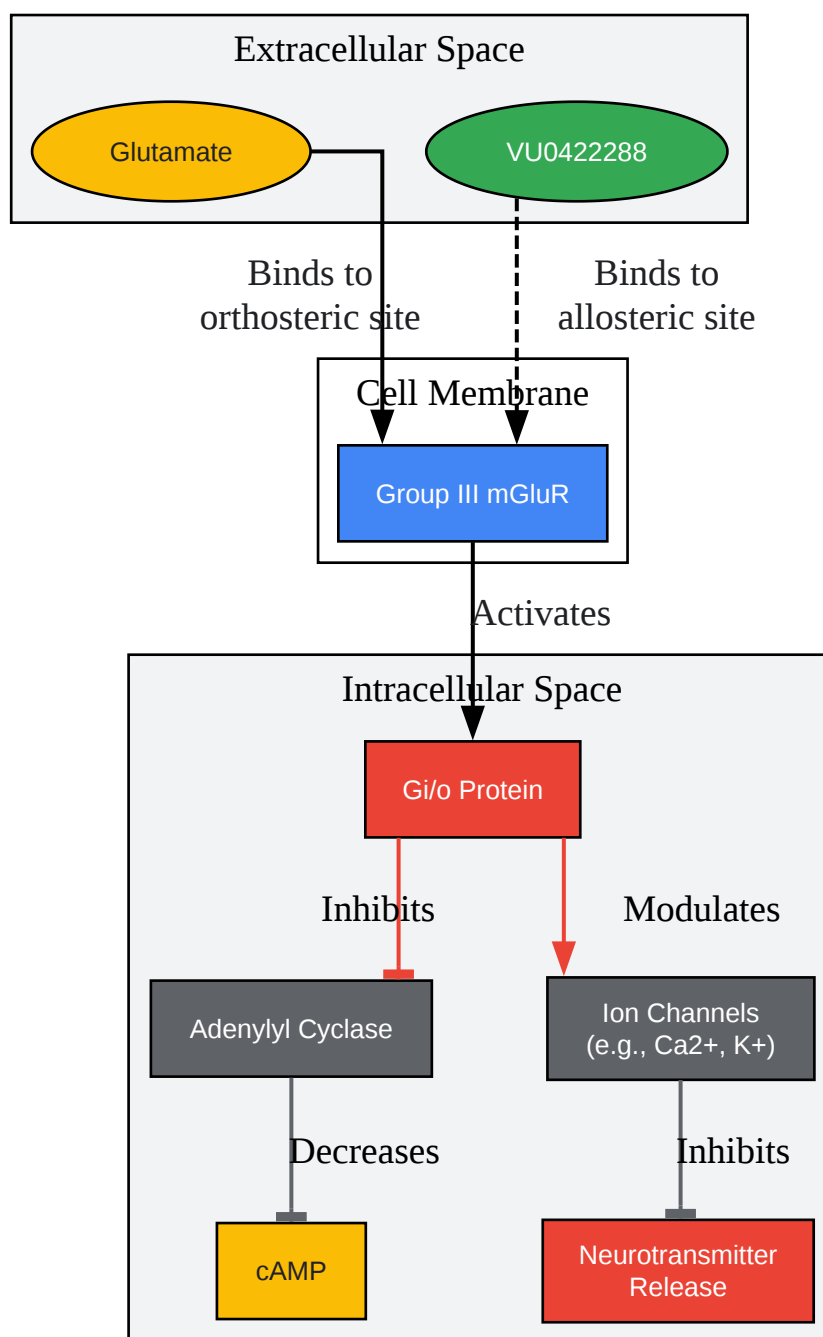 Extracellular Space
Glutamate
VU0422288
Binds to
orthosteric site
Binds to
allosteric site
Cell Membrane
Group III mGluR
Activates
Intracellular Space
Gi/o Protein
Inhibits
Modulates
Adenylyl Cyclase
Ion Channels
(e.g., Ca2+, K+)
Decreases
Inhibits
cAMP
Neurotransmitter
Release